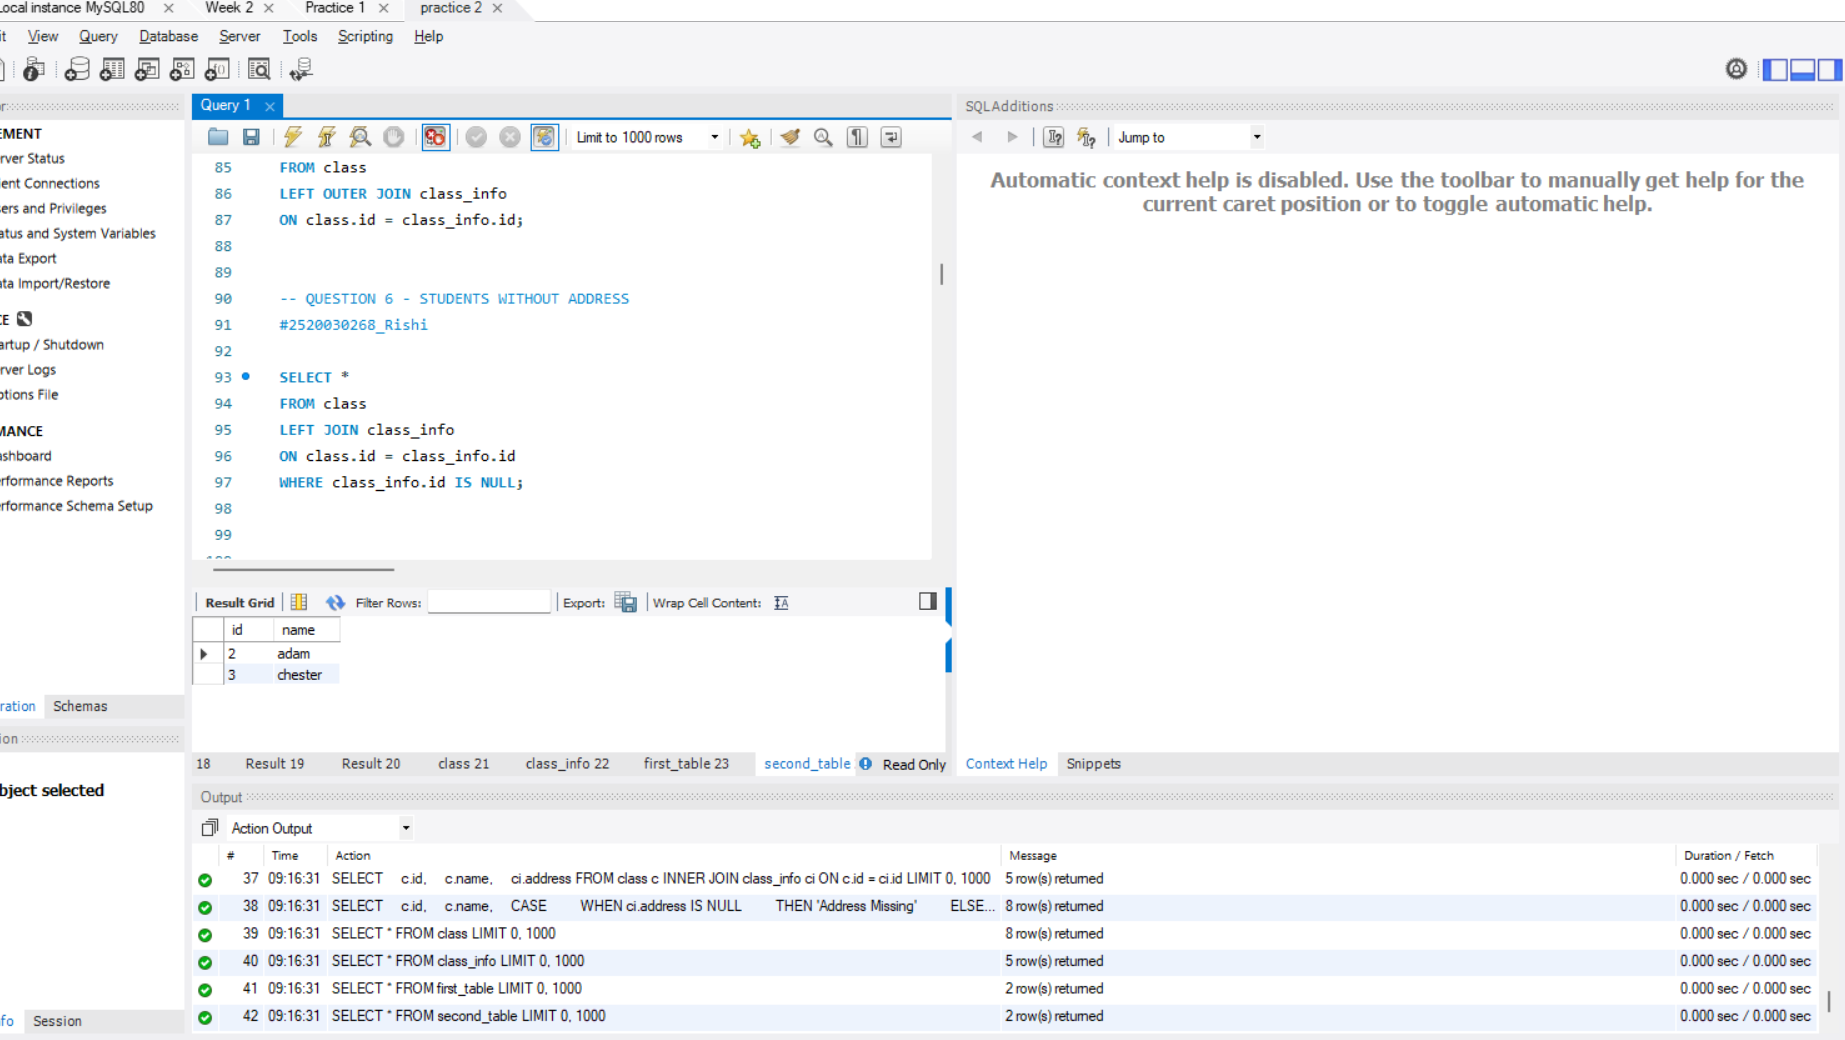 Local instance MySQL80 Week 2 Practice 1 practice 2
it View Query Database Server Tools Scripting Help
Query 1
SQLAdditions
Limit to 1000 rows
Jump to
EMENT
rver Status
ient Connections
sers and Privileges
atus and System Variables
ata Export
ata Import/Restore
CE
artup / Shutdown
rver Logs
ptions File
MANCE
ashboard
erformance Reports
erformance Schema Setup
ration Schemas
ion
bject selected
fo Session
85 FROM class
86 LEFT OUTER JOIN class_info
87 ON class.id = class_info.id;
88
89
90 -- QUESTION 6 - STUDENTS WITHOUT ADDRESS
91 #2520030268_Rishi
92
93 SELECT *
94 FROM class
95 LEFT JOIN class_info
96 ON class.id = class_info.id
97 WHERE class_info.id IS NULL;
98
99
Automatic context help is disabled. Use the toolbar to manually get help for the
current caret position or to toggle automatic help.
Result Grid Filter Rows: Export: Wrap Cell Content:
id name
2 adam
3 chester
18 Result 19 Result 20 class 21 class_info 22 first_table 23 second_table Read Only
Context Help Snippets
Output
Action Output
# Time Action Message Duration / Fetch
37 09:16:31 SELECT c.id, c.name, ci.address FROM class c INNER JOIN class_info ci ON c.id = ci.id LIMIT 0, 1000 5 row(s) returned 0.000 sec / 0.000 sec
38 09:16:31 SELECT c.id, c.name, CASE WHEN ci.address IS NULL THEN 'Address Missing' ELSE... 8 row(s) returned 0.000 sec / 0.000 sec
39 09:16:31 SELECT * FROM class LIMIT 0, 1000 8 row(s) returned 0.000 sec / 0.000 sec
40 09:16:31 SELECT * FROM class_info LIMIT 0, 1000 5 row(s) returned 0.000 sec / 0.000 sec
41 09:16:31 SELECT * FROM first_table LIMIT 0, 1000 2 row(s) returned 0.000 sec / 0.000 sec
42 09:16:31 SELECT * FROM second_table LIMIT 0, 1000 2 row(s) returned 0.000 sec / 0.000 sec